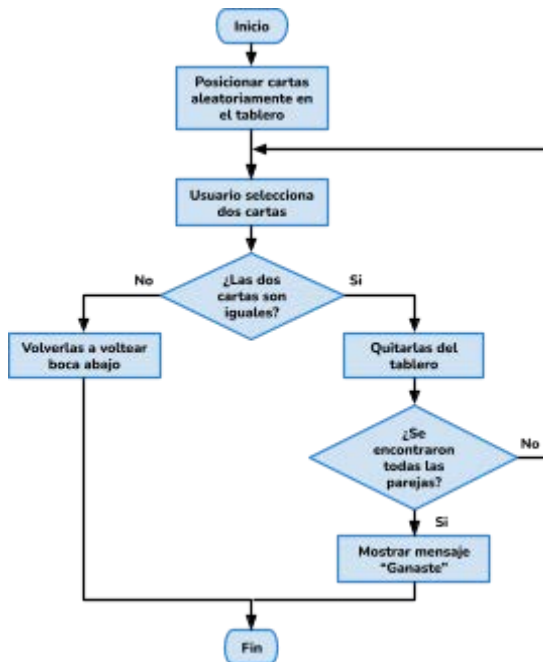 Inicio
Posicionar cartas
aleatoriamente en
el tablero
Usuario selecciona
dos cartas
No
¿Las dos
cartas son
iguales?
Si
Volverlas a voltear
boca abajo
Quitarlas del
tablero
¿Se
encontraron
todas las
parejas?
No
Si
Mostrar mensaje
“Ganaste”
Fin